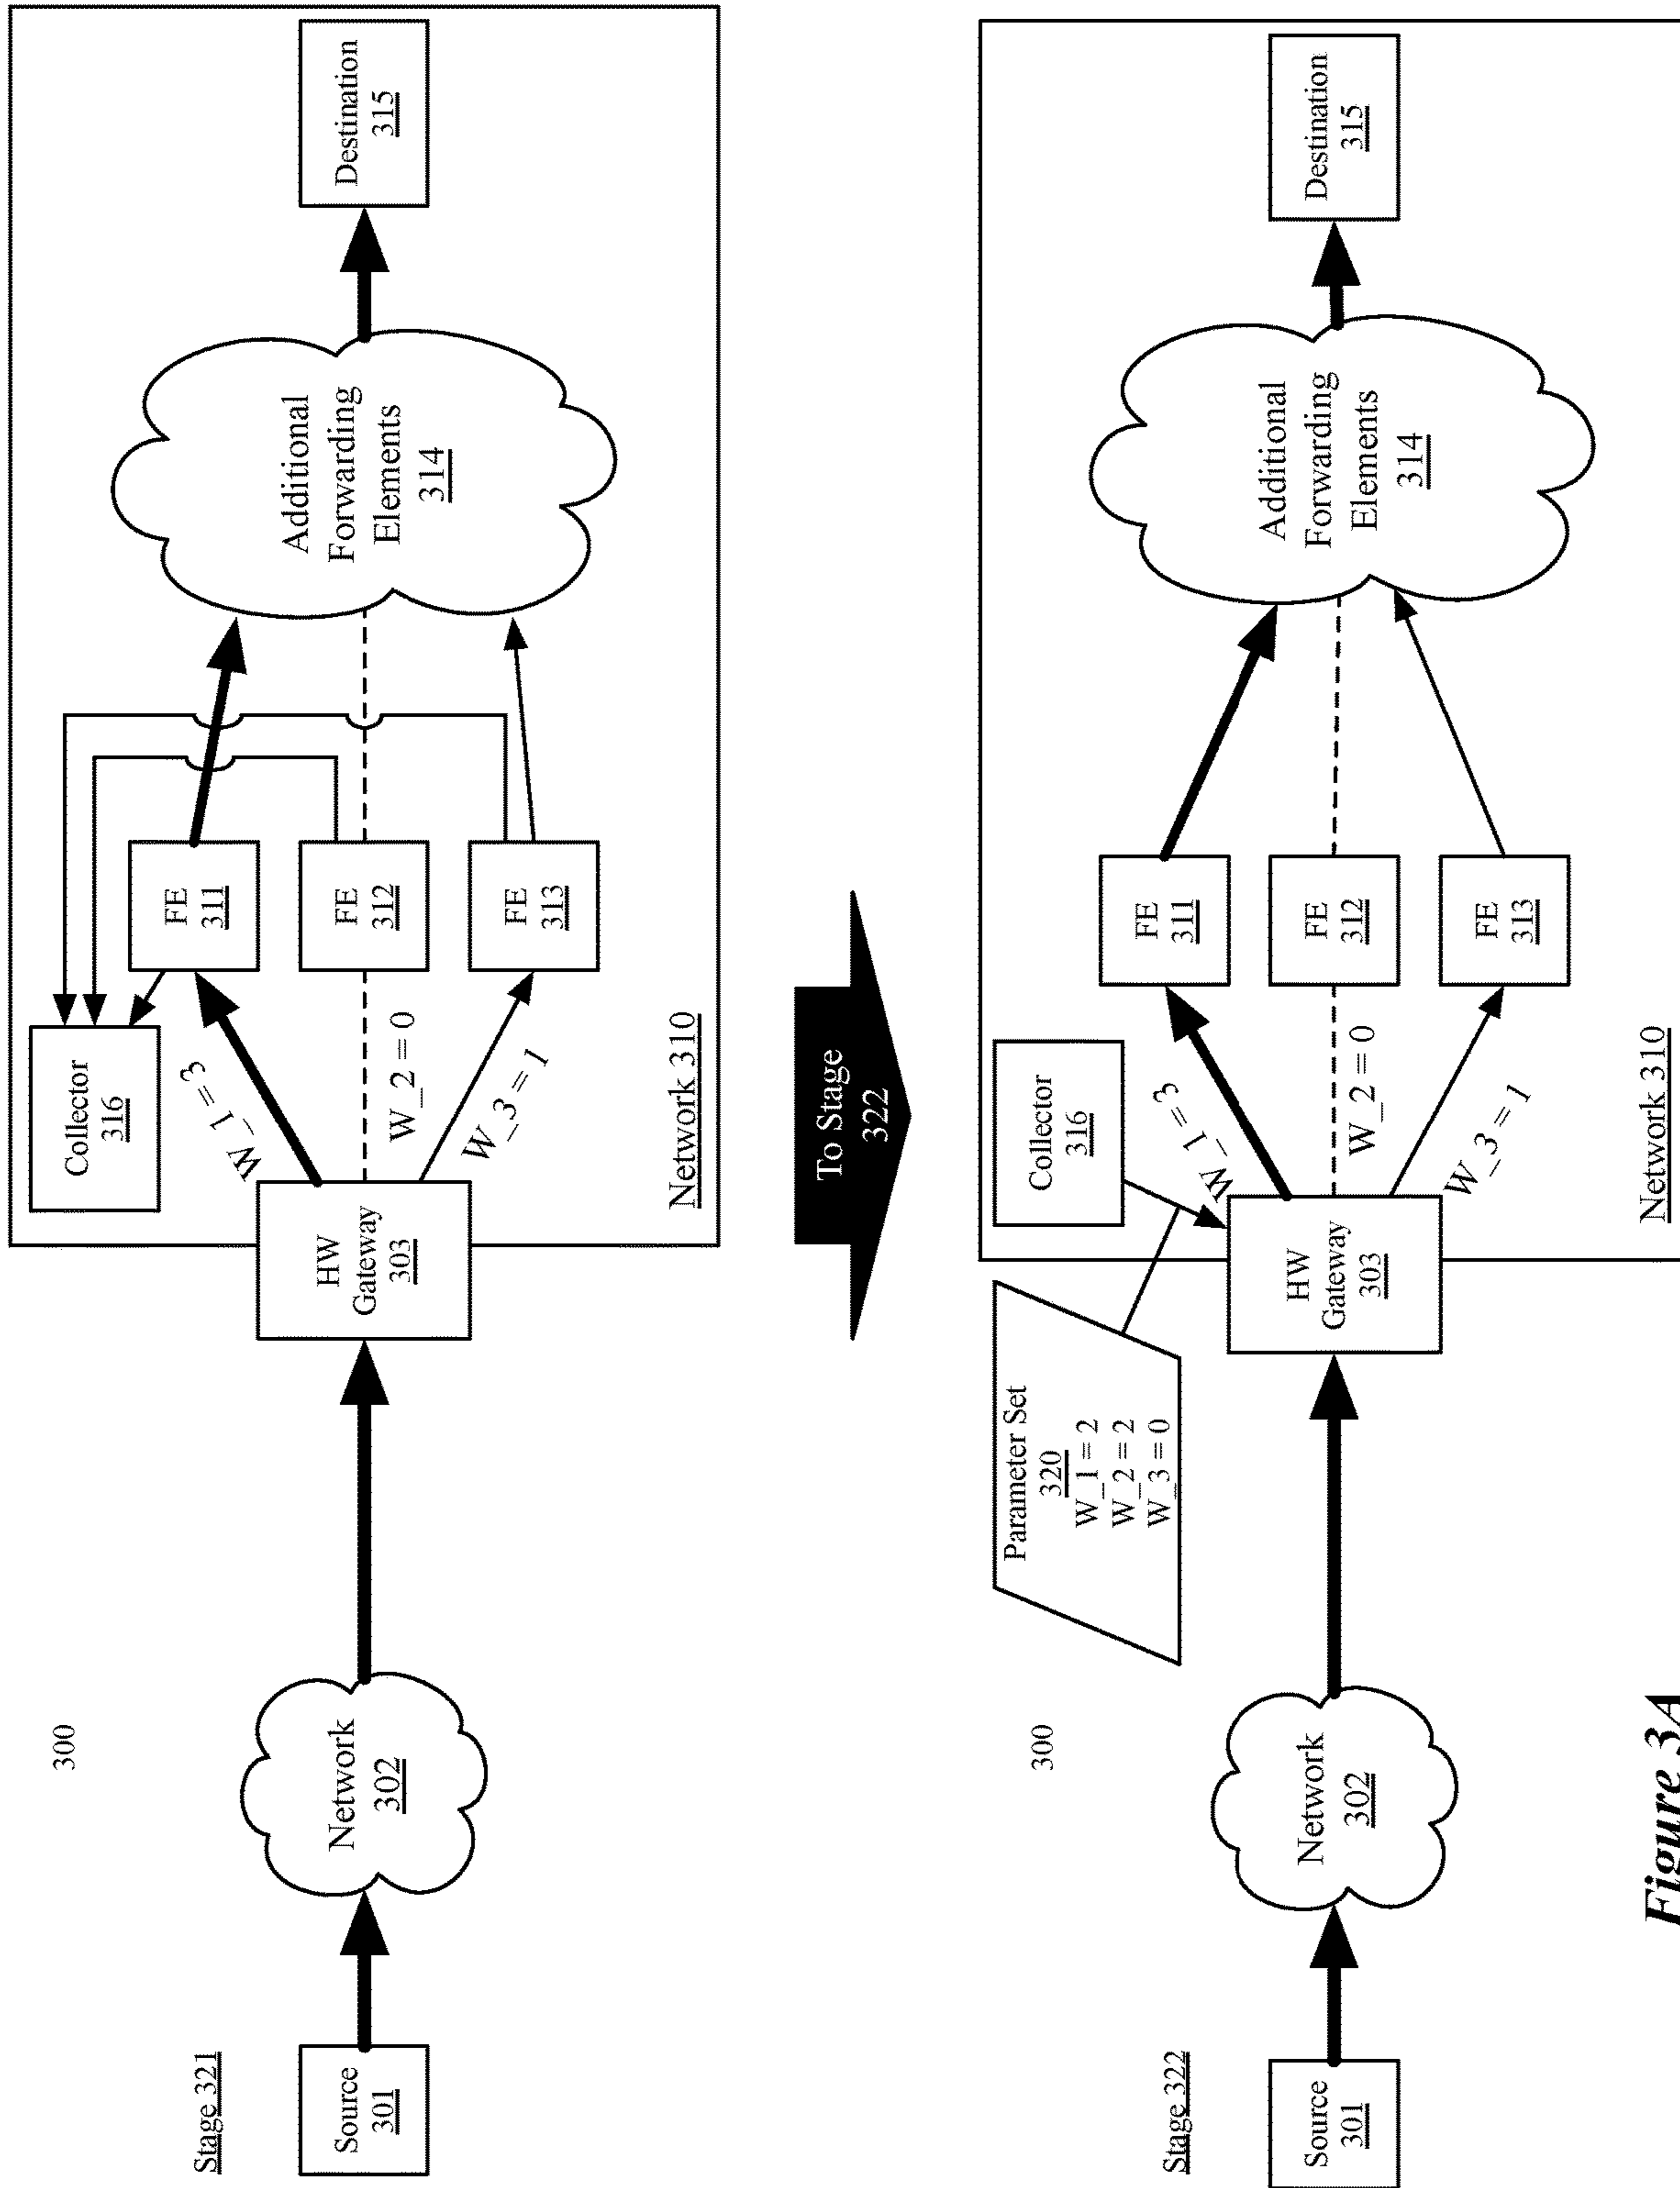 300
Stage 321
Source
301
Network
302
HW
Gateway
303
Collector
316
W_1 = 3
W_2 = 0
W_3 = 1
FE
311
FE
312
FE
313
Additional
Forwarding
Elements
314
Destination
315
Network 310
To Stage
322
300
Stage 322
Source
301
Network
302
Parameter Set
320
W_1 = 2
W_2 = 2
W_3 = 0
HW
Gateway
303
Collector
316
W_1 = 3
W_2 = 0
W_3 = 1
FE
311
FE
312
FE
313
Additional
Forwarding
Elements
314
Destination
315
Network 310
Figure 3A